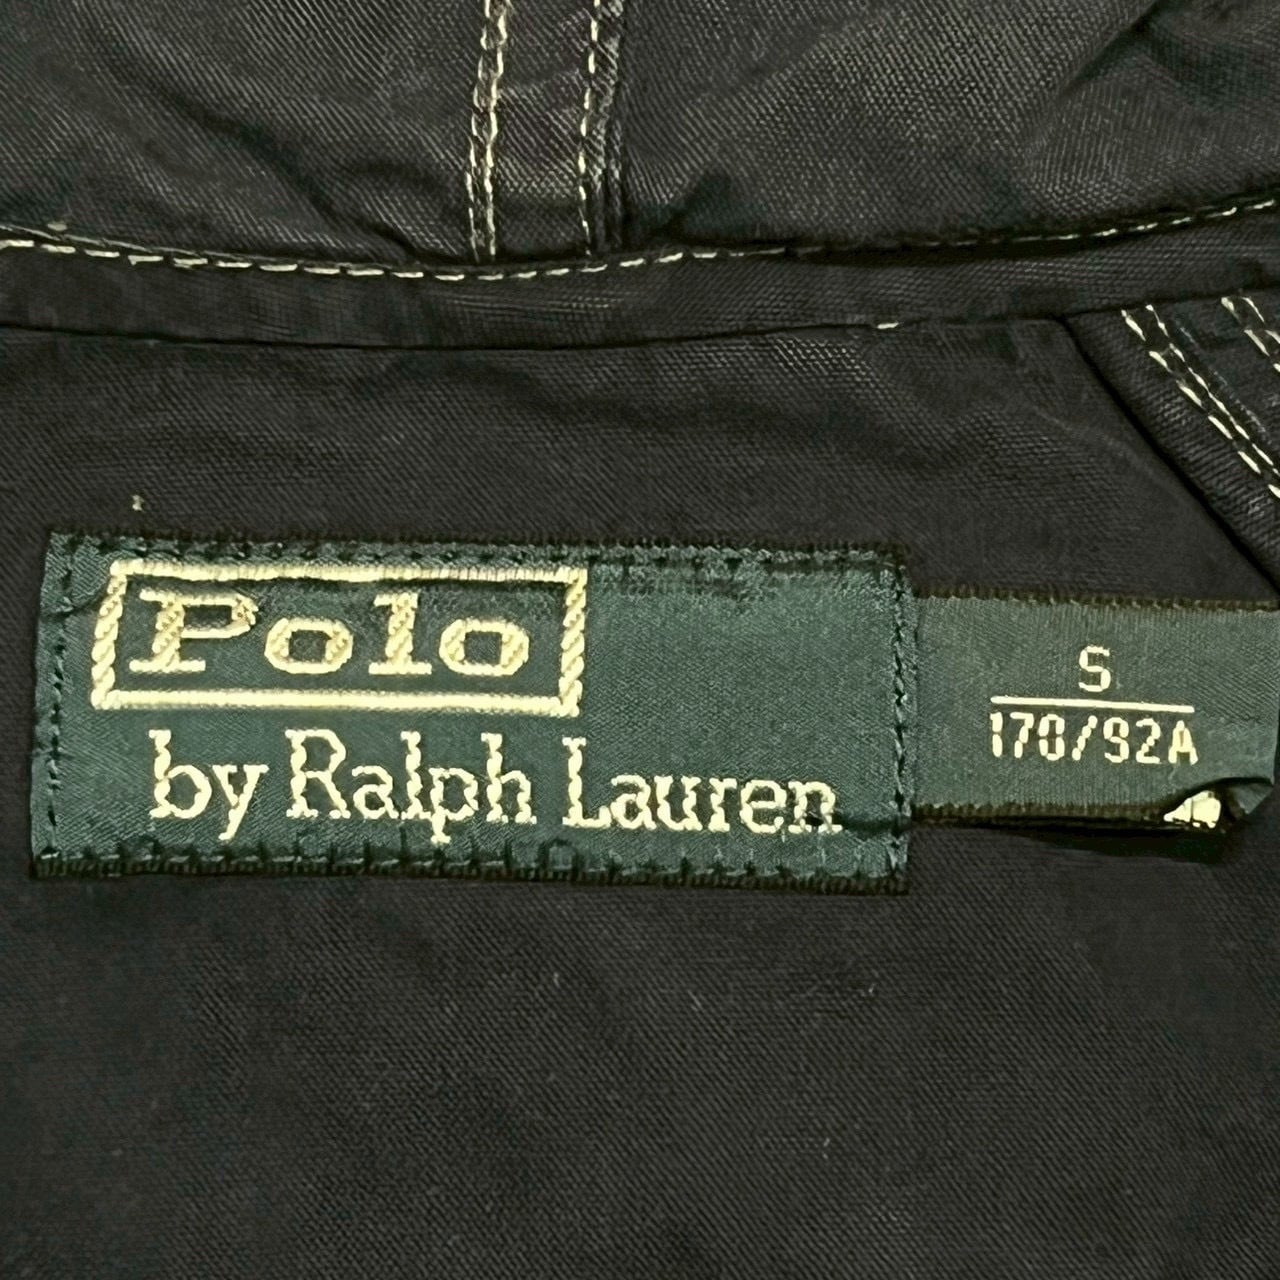 Polo
by Ralph Lauren
S
170/92A